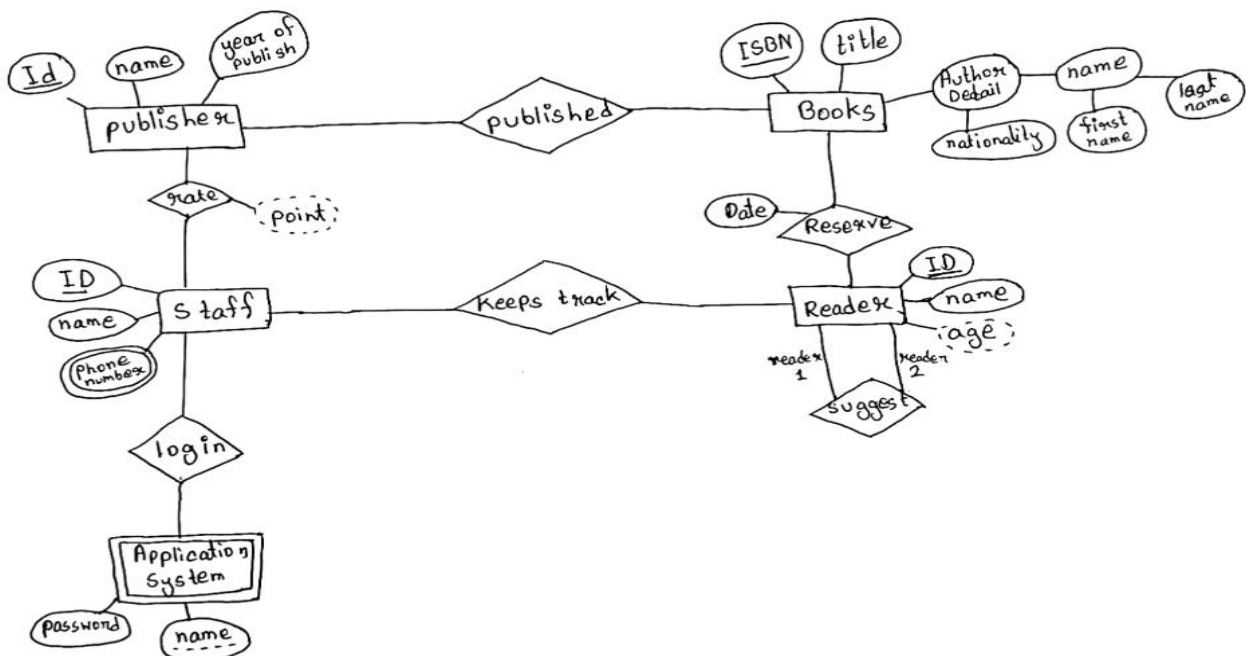 Id
name
year of
publish
publisher
published
ISBN
title
Books
Author
Detail
name
last
name
nationality
first
name
rate
point
Date
Reserve
ID
name
phone
number
Staff
Keeps track
Reader
ID
name
age
reader
1
reader
2
suggest
login
Application
System
password
name